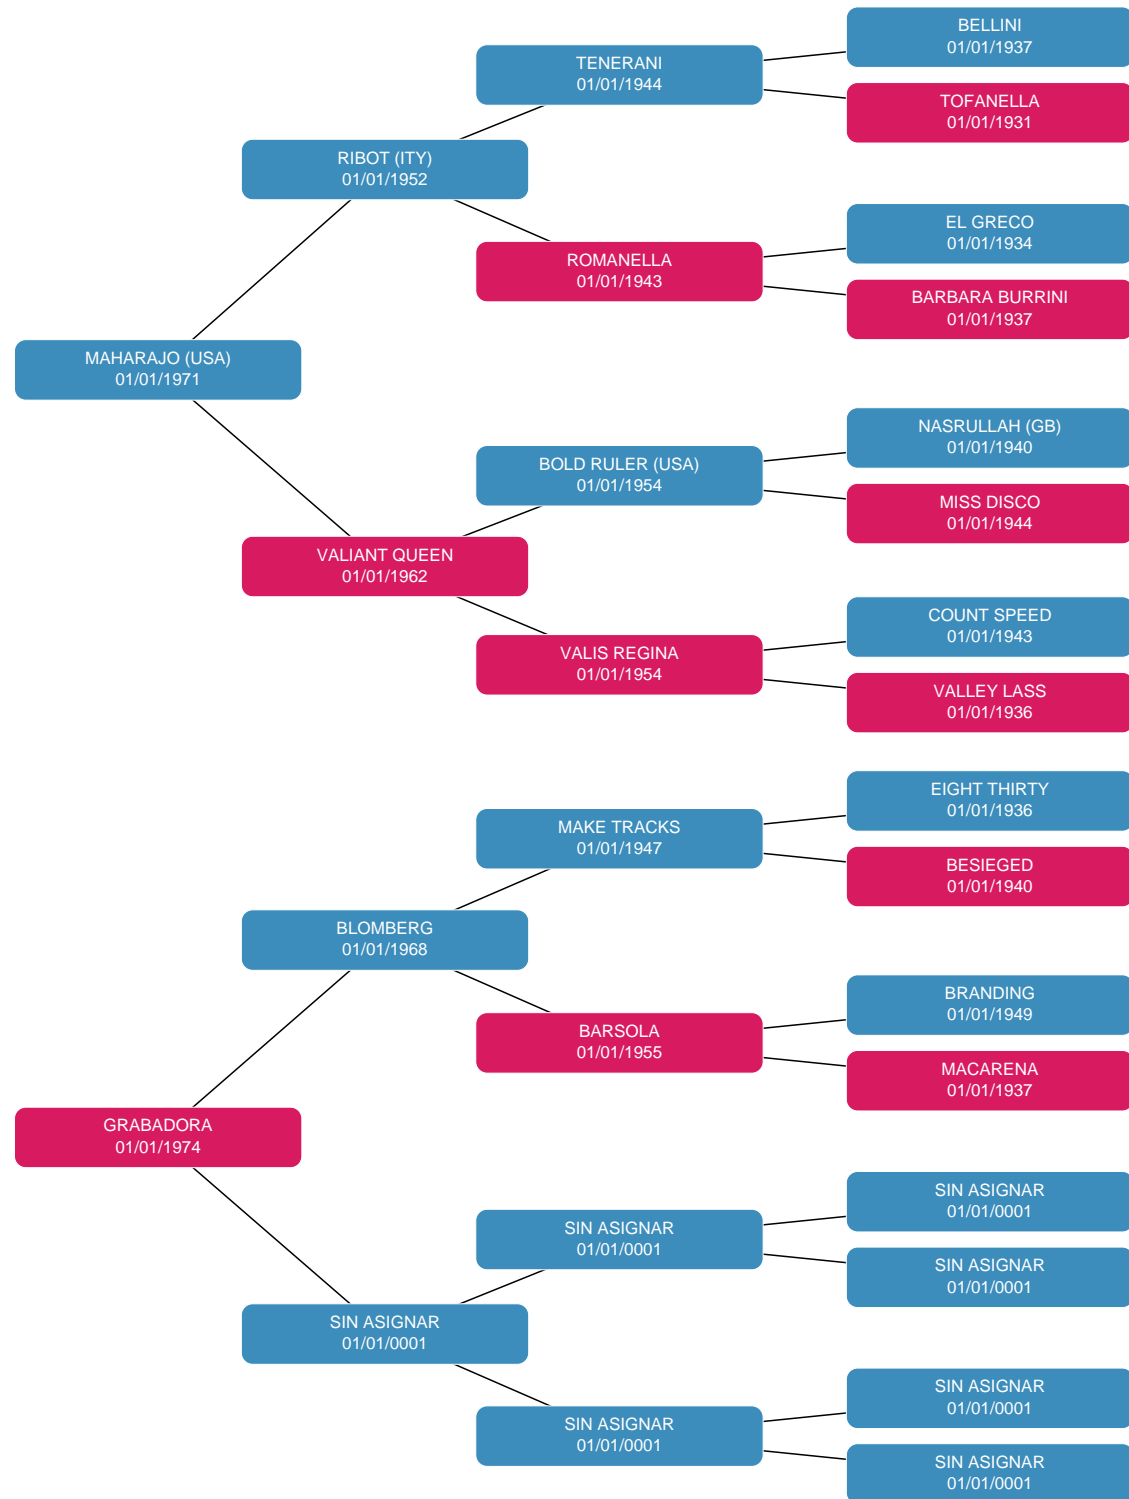 BELLINI
01/01/1937
TENERANI
01/01/1944
TOFANELLA
01/01/1931
RIBOT (ITY)
01/01/1952
EL GRECO
01/01/1934
ROMANELLA
01/01/1943
BARBARA BURRINI
01/01/1937
MAHARAJO (USA)
01/01/1971
NASRULLAH (GB)
01/01/1940
BOLD RULER (USA)
01/01/1954
MISS DISCO
01/01/1944
VALIANT QUEEN
01/01/1962
COUNT SPEED
01/01/1943
VALIS REGINA
01/01/1954
VALLEY LASS
01/01/1936
EIGHT THIRTY
01/01/1936
MAKE TRACKS
01/01/1947
BESIEGED
01/01/1940
BLOMBERG
01/01/1968
BRANDING
01/01/1949
BARSOLA
01/01/1955
MACARENA
01/01/1937
GRABADORA
01/01/1974
SIN ASIGNAR
01/01/0001
SIN ASIGNAR
01/01/0001
SIN ASIGNAR
01/01/0001
SIN ASIGNAR
01/01/0001
SIN ASIGNAR
01/01/0001
SIN ASIGNAR
01/01/0001
SIN ASIGNAR
01/01/0001